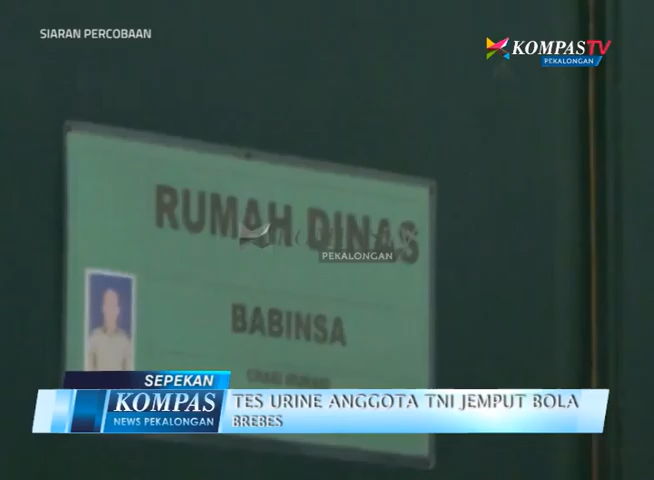 SIARAN PERCOBAAN
KOMPASTV
PEKALONGAN
RUMAH DINAS
PEKALONGAN
BABINSA
SEPEKAN
KOMPAS
NEWS PEKALONGAN
TES URINE ANGGOTA TNI JEMPUT BOLA
BREBES